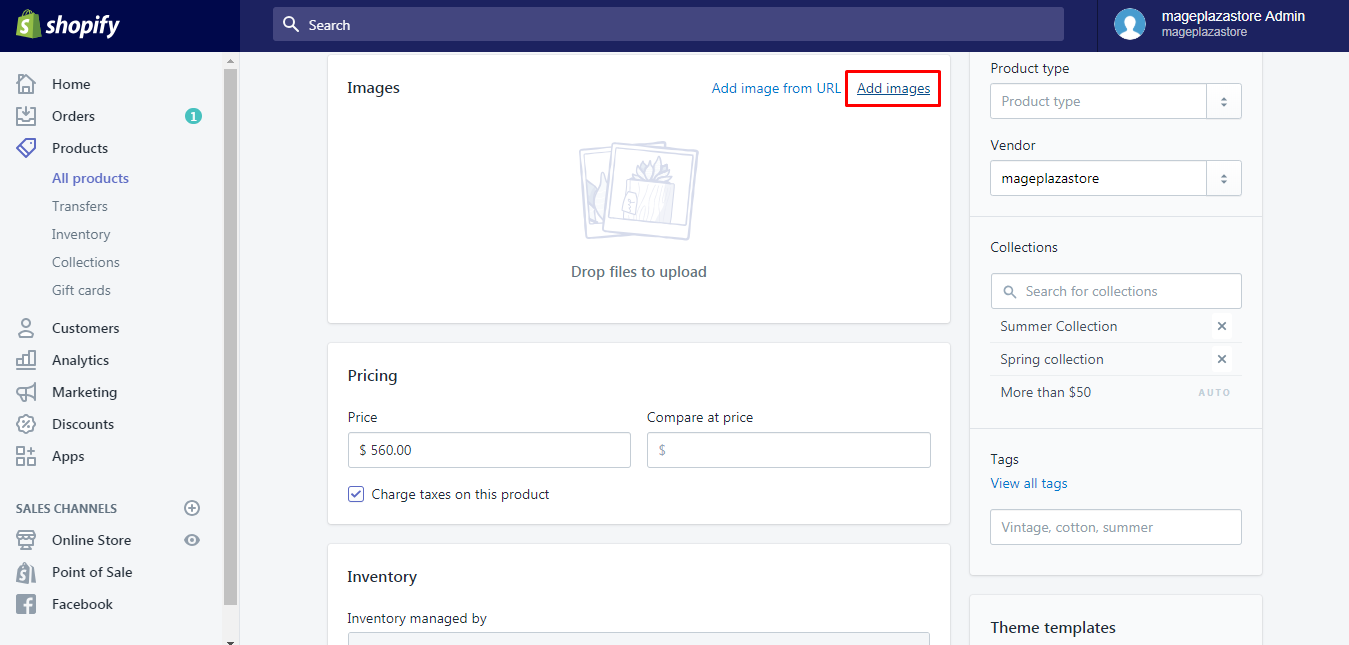 shopify
Search
mageplazastore Admin
mageplazastore
Home
Orders
1
Products
All products
Transfers
Inventory
Collections
Gift cards
Customers
Analytics
Marketing
Discounts
Apps
SALES CHANNELS
Online Store
Point of Sale
Facebook
Images
Add image from URL
Add images
Drop files to upload
Pricing
Price
Compare at price
$ 560.00
$
Charge taxes on this product
Inventory
Inventory managed by
Product type
Product type
Vendor
mageplazastore
Collections
Search for collections
Summer Collection
Spring collection
More than $50
AUTO
Tags
View all tags
Vintage, cotton, summer
Theme templates